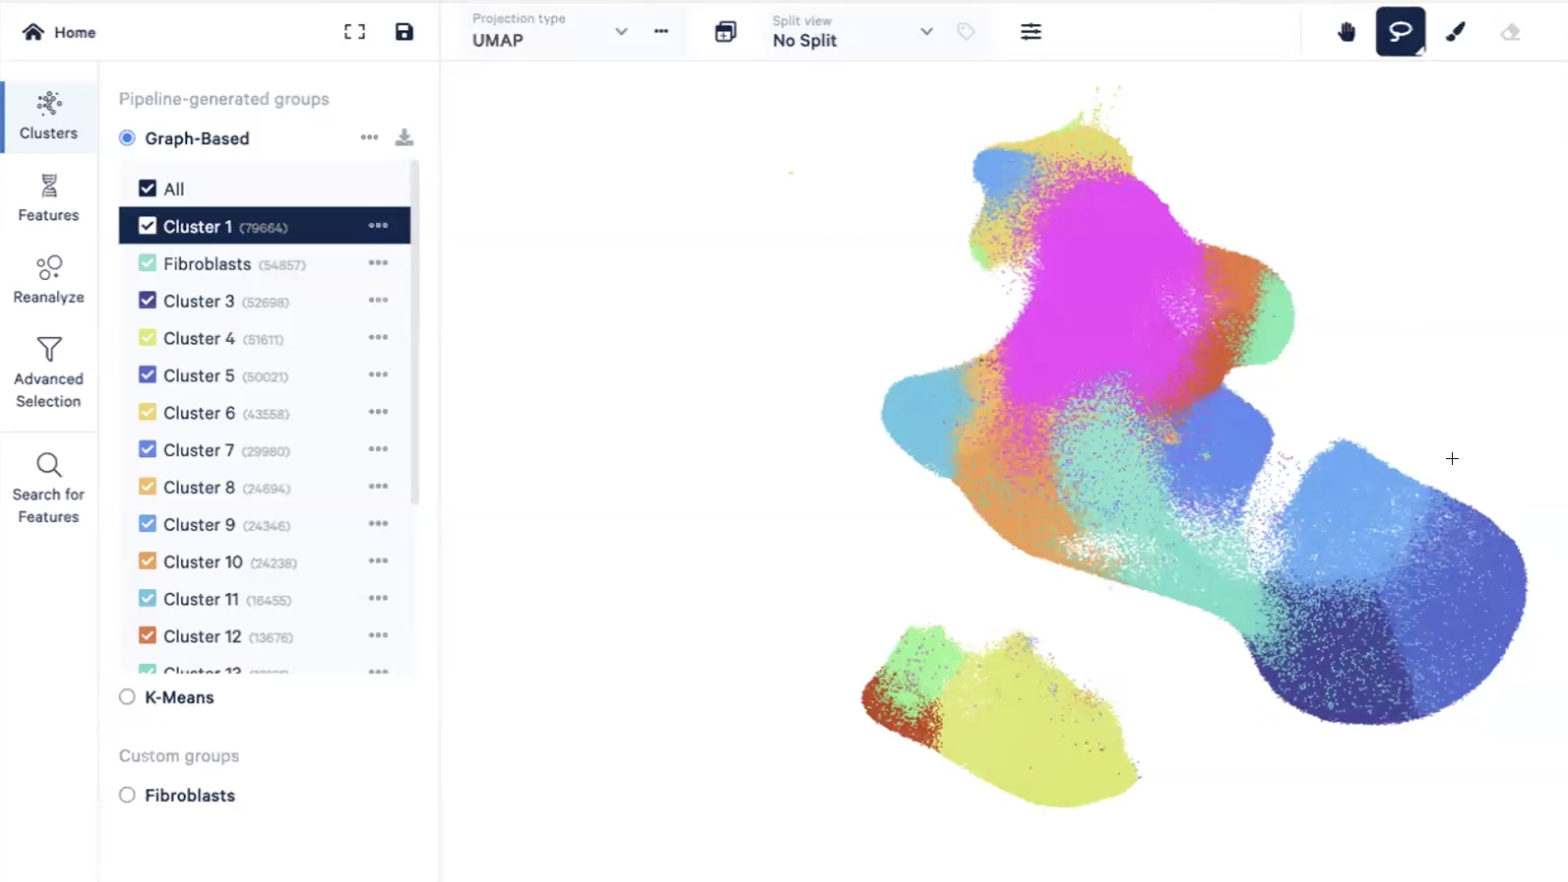 Home
Projection type
UMAP
Split view
No Split
Clusters
Features
Reanalyze
Advanced
Selection
Search for
Features
Pipeline-generated groups
Graph-Based
All
Cluster 1 (79664)
Fibroblasts (54857)
Cluster 3 (52698)
Cluster 4 (51611)
Cluster 5 (50021)
Cluster 6 (43558)
Cluster 7 (29980)
Cluster 8 (24694)
Cluster 9 (24346)
Cluster 10 (24238)
Cluster 11 (16455)
Cluster 12 (13676)
Cluster 13
K-Means
Custom groups
Fibroblasts